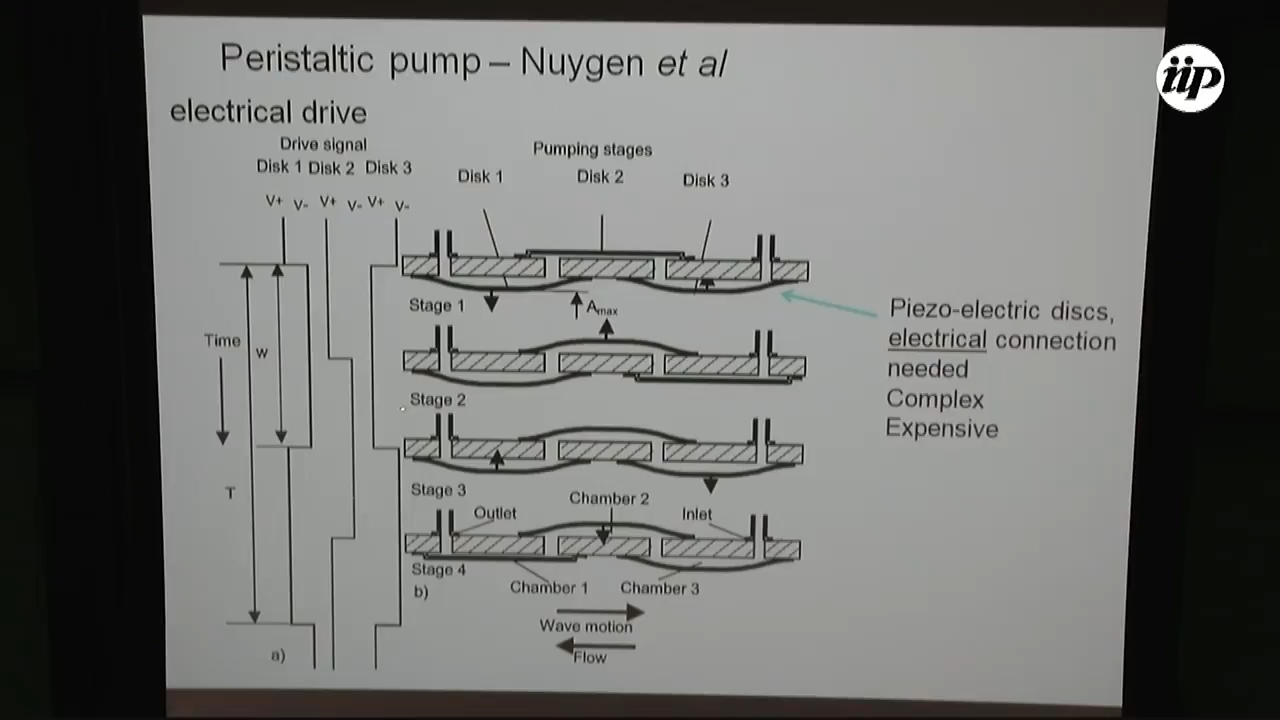 iip
Peristaltic pump – Nuygen et al
electrical drive
Drive signal
Disk 1 Disk 2 Disk 3
V+ V- V+ V- V+ V-
Pumping stages
Disk 1 Disk 2 Disk 3
Stage 1
Amax
Time
W
Stage 2
Stage 3
T
Chamber 2
Outlet
Inlet
Stage 4
b)
Chamber 1
Chamber 3
Wave motion
Flow
a)
Piezo-electric discs,
electrical connection
needed
Complex
Expensive